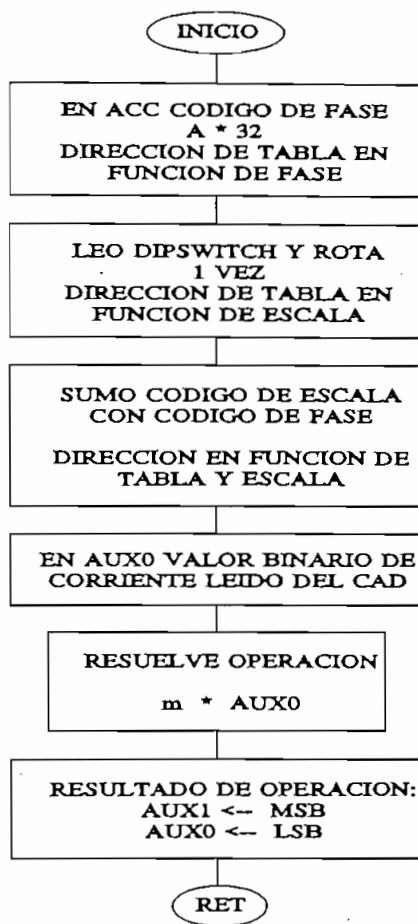 INICIO
EN ACC CODIGO DE FASE
A * 32
DIRECCION DE TABLA EN
FUNCION DE FASE
LEO DIPSWITCH Y ROTA
1 VEZ
DIRECCION DE TABLA EN
FUNCION DE ESCALA
SUMO CODIGO DE ESCALA
CON CODIGO DE FASE
DIRECCION EN FUNCION DE
TABLA Y ESCALA
EN AUX0 VALOR BINARIO DE
CORRIENTE LEIDO DEL CAD
RESUELVE OPERACION
m * AUX0
RESULTADO DE OPERACION:
AUX1 <-- MSB
AUX0 <-- LSB
RET